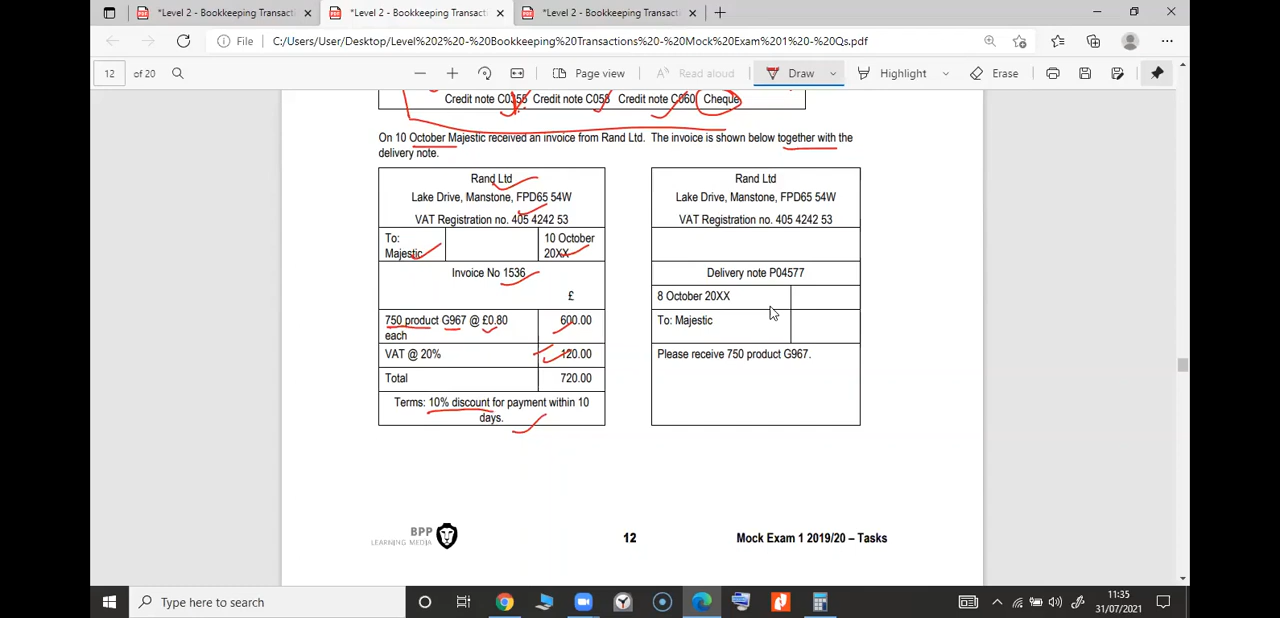 *Level 2 - Bookkeeping Transacti
*Level 2 - Bookkeeping Transacti
*Level 2 - Bookkeeping Transacti
File
C:/Users/User/Desktop/Level%202%20-%20Bookkeeping%20Transactions%20-%20Mock%20Exam%201%20-%20Qs.pdf
12 of 20
Page view
Read aloud
Draw
Highlight
Erase
Credit note C0355 Credit note C058 Credit note C060 Cheque
On 10 October Majestic received an invoice from Rand Ltd. The invoice is shown below together with the
delivery note.
Rand Ltd
Lake Drive, Manstone, FPD65 54W
VAT Registration no. 405 4242 53
To:
Majestic
10 October
20XX
Invoice No 1536
£
750 product G967 @ £0.80
each
600.00
VAT @ 20%
120.00
Total
720.00
Terms: 10% discount for payment within 10
days.
Rand Ltd
Lake Drive, Manstone, FPD65 54W
VAT Registration no. 405 4242 53
Delivery note P04577
8 October 20XX
To: Majestic
Please receive 750 product G967.
BPP
LEARNING MEDIA
12
Mock Exam 1 2019/20 – Tasks
Type here to search
11:35
31/07/2021